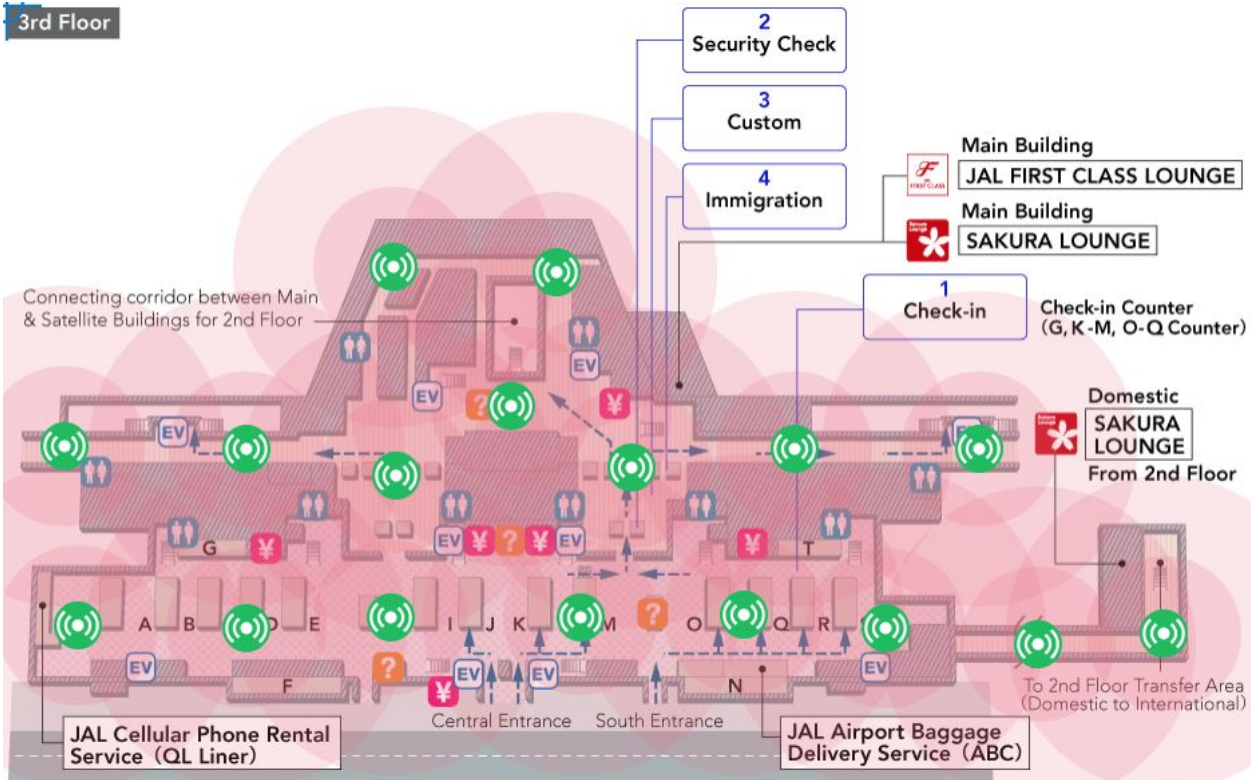 3rd Floor
2
Security Check
3
Custom
4
Immigration
Main Building
JAL FIRST CLASS LOUNGE
F
FIRST CLASS
Main Building
SAKURA LOUNGE
Sakura Lounge
Connecting corridor between Main
& Satellite Buildings for 2nd Floor
1
Check-in
Check-in Counter
(G, K-M, O-Q Counter)
Domestic
SAKURA
LOUNGE
From 2nd Floor
Sakura Lounge
EV
EV
?
¥
EV
EV
EV
¥
?
¥
EV
¥
G
¥
T
A
B
D
E
I
J
K
M
?
O
Q
R
EV
F
?
¥
EV
EV
N
EV
Central Entrance
South Entrance
To 2nd Floor Transfer Area
(Domestic to International)
JAL Cellular Phone Rental
Service (QL Liner)
JAL Airport Baggage
Delivery Service (ABC)